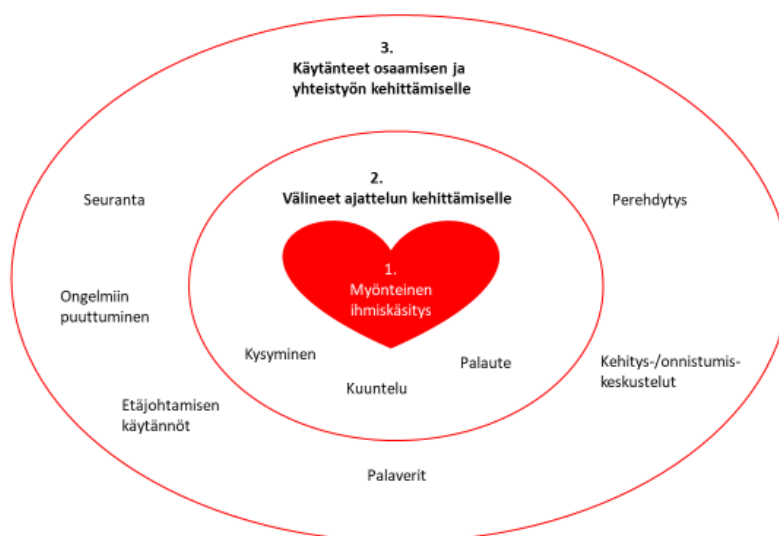 3.
Käytänteet osaamisen ja
yhteistyön kehittämiselle
2.
Välineet ajattelun kehittämiselle
Seuranta
Perehdytys
1.
Myönteinen
ihmiskäsitys
Ongelmiin
puuttuminen
Kysyminen
Kuuntelu
Palaute
Kehitys-/onnistumis-
keskustelut
Etäjohtamisen
käytännöt
Palaverit